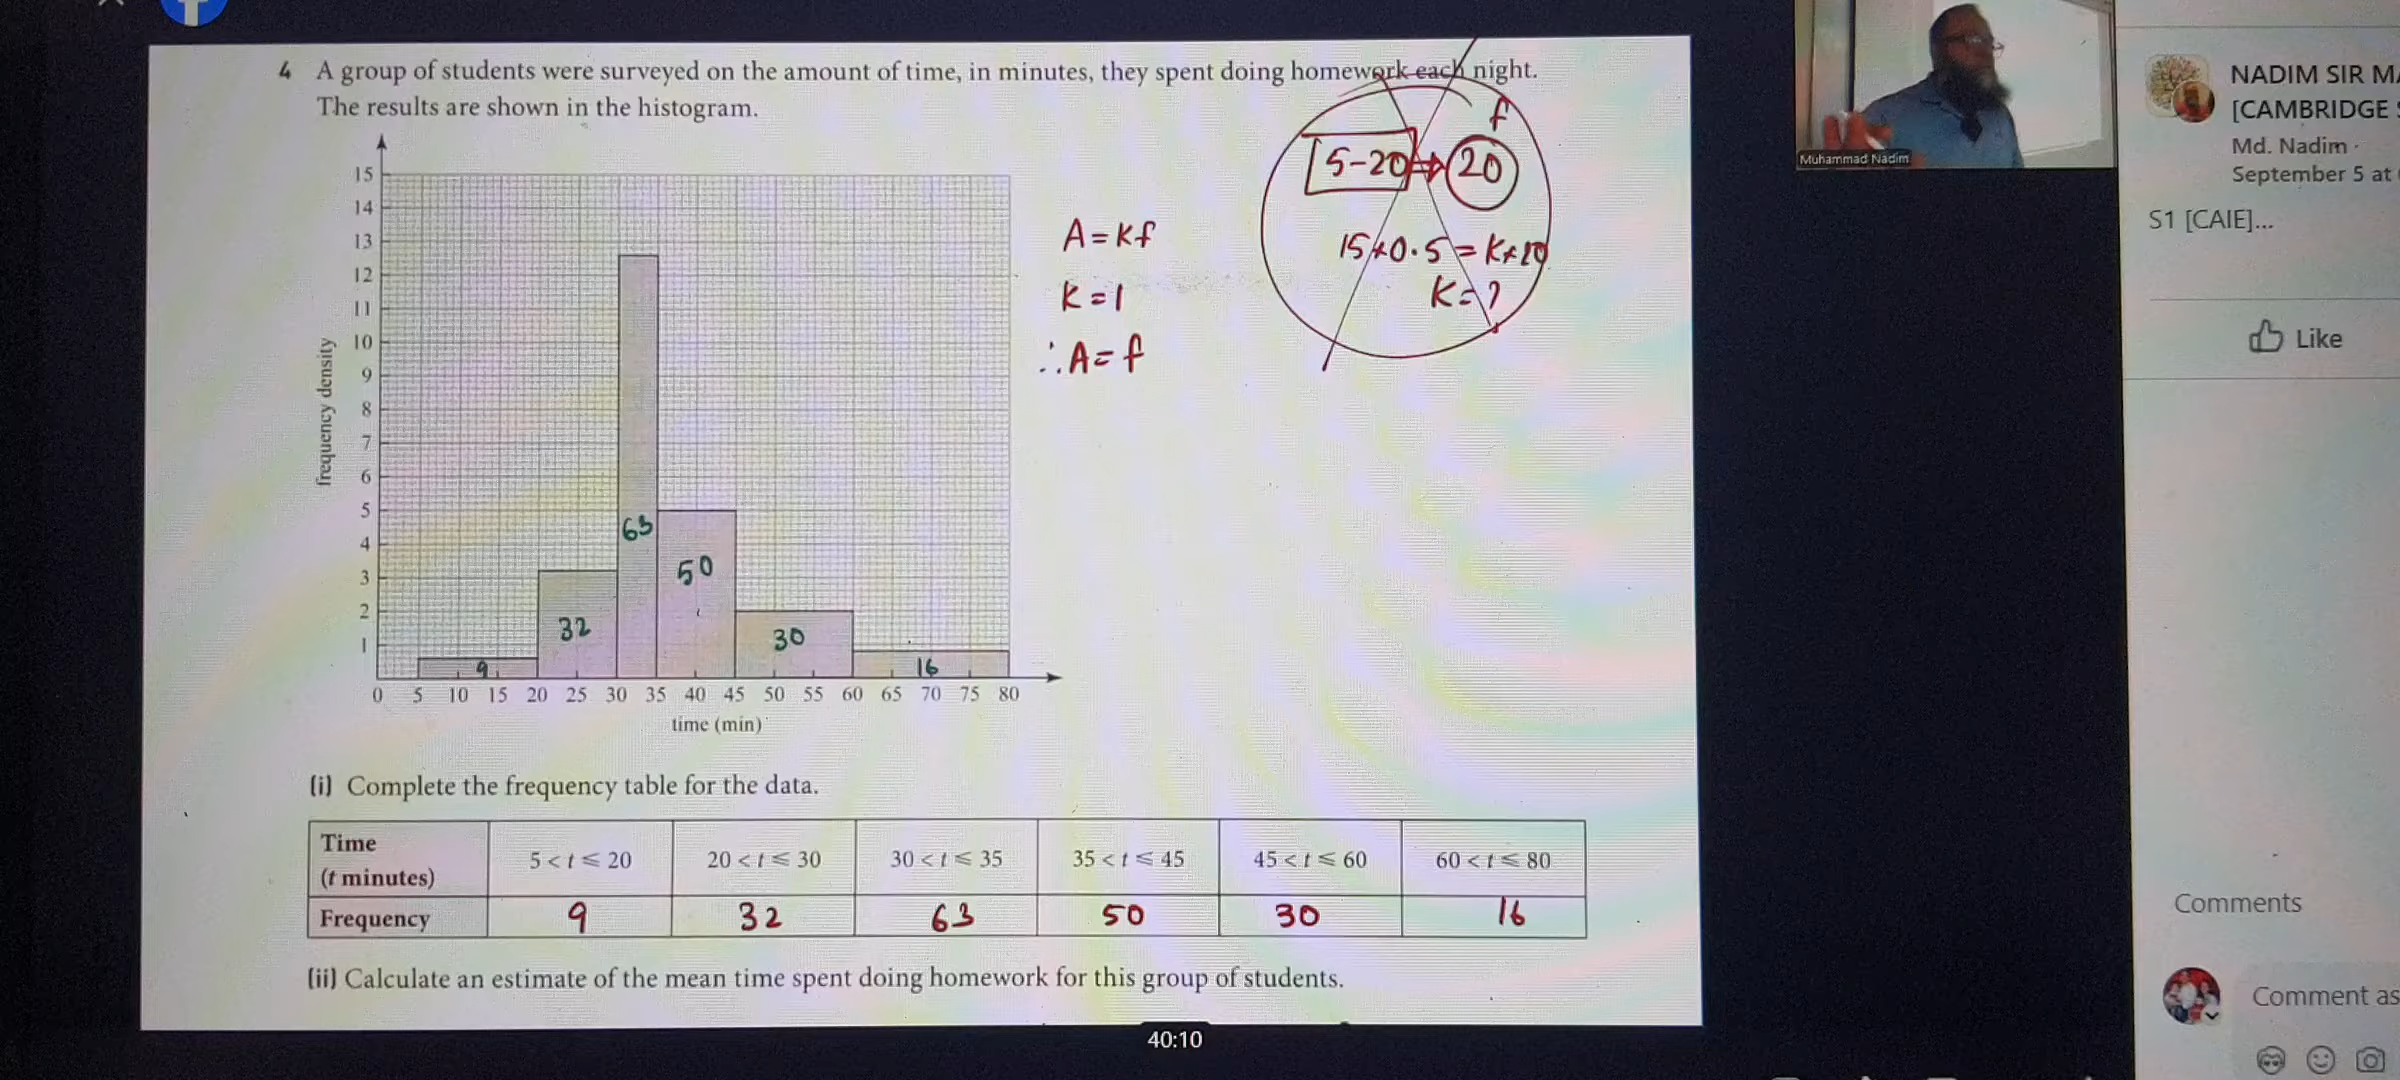 4 A group of students were surveyed on the amount of time, in minutes, they spent doing homework each night.
The results are shown in the histogram.
f
5-20 ⇒ 20
15×0.5 = K×20
K=?
A=Kf
K=1
∴A=f
frequency density
15
14
13
12
11
10
9
8
7
6
5
4
3
2
1
63
50
32
30
9
16
0 5 10 15 20 25 30 35 40 45 50 55 60 65 70 75 80
time (min)
(i) Complete the frequency table for the data.
Time (t minutes) 5 < t ⩽ 20 20 < t ⩽ 30 30 < t ⩽ 35 35 < t ⩽ 45 45 < t ⩽ 60 60 < t ⩽ 80
Frequency 9 32 63 50 30 16
(ii) Calculate an estimate of the mean time spent doing homework for this group of students.
40:10
Muhammad Nadim
NADIM SIR
[CAMBRIDGE
Md. Nadim ·
September 5 at
S1 [CAIE]...
Like
Comments
Comment as